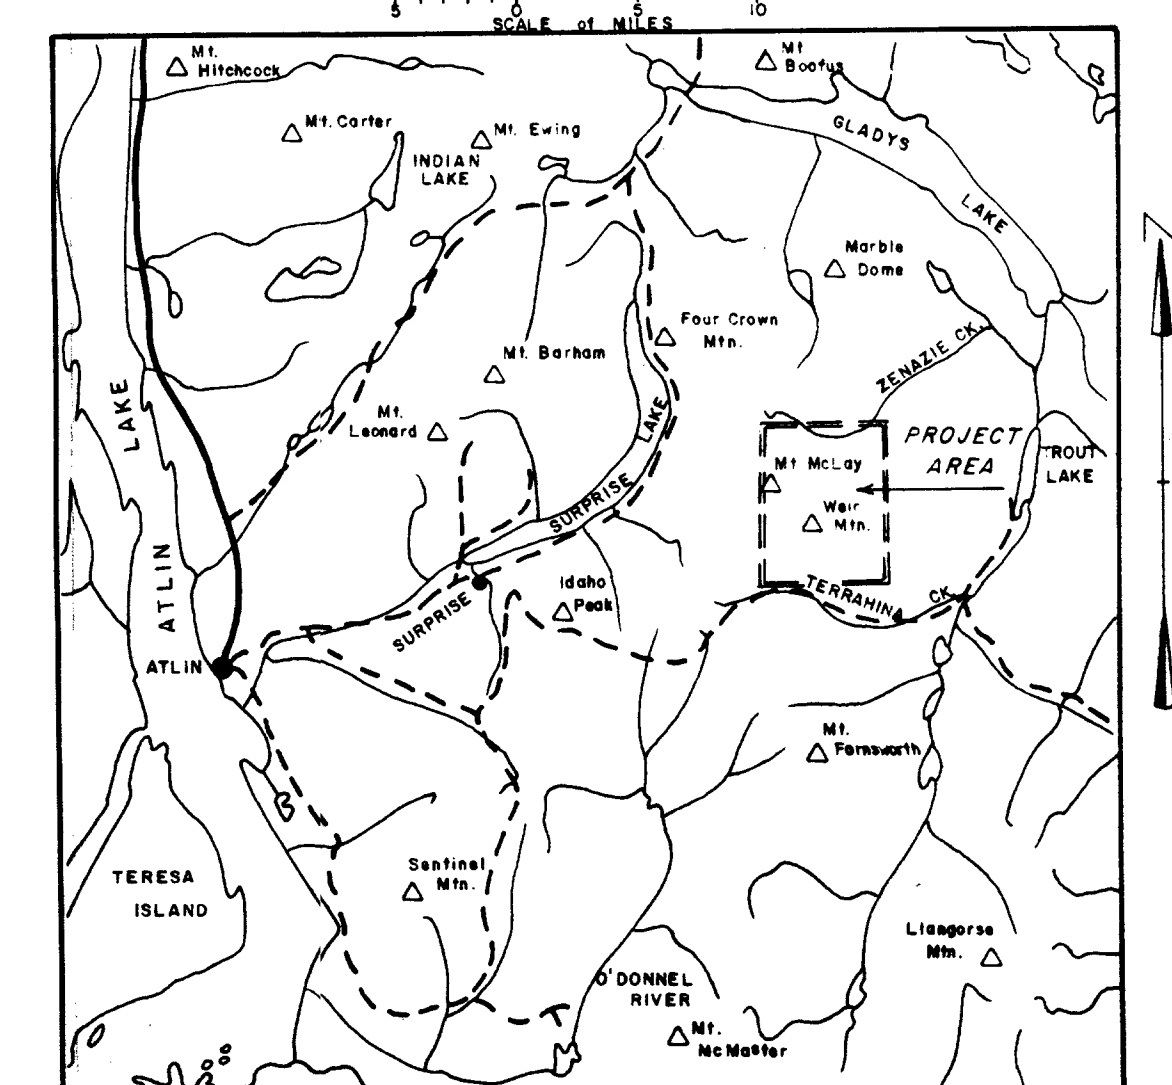 5 0 5 10
SCALE of MILES
Mt.
Hitchcock
Mt
Boofus
Mt. Carter
Mt. Ewing
INDIAN
LAKE
GLADYS
LAKE
Marble
Dome
Four Crown
Mtn.
Mt. Barham
ZENAZIE CK.
LAKE
ATLIN
Mt.
Leonard
SURPRISE
LAKE
PROJECT
AREA
TROUT
LAKE
Mt McLay
Weir
Mtn.
Idaho
Peak
TERRAHINA
CK
SURPRISE
ATLIN
Mt.
Farnsworth
TERESA
ISLAND
Sentinel
Mtn.
Llangorse
Mtn.
O'DONNEL
RIVER
Mt.
McMaster